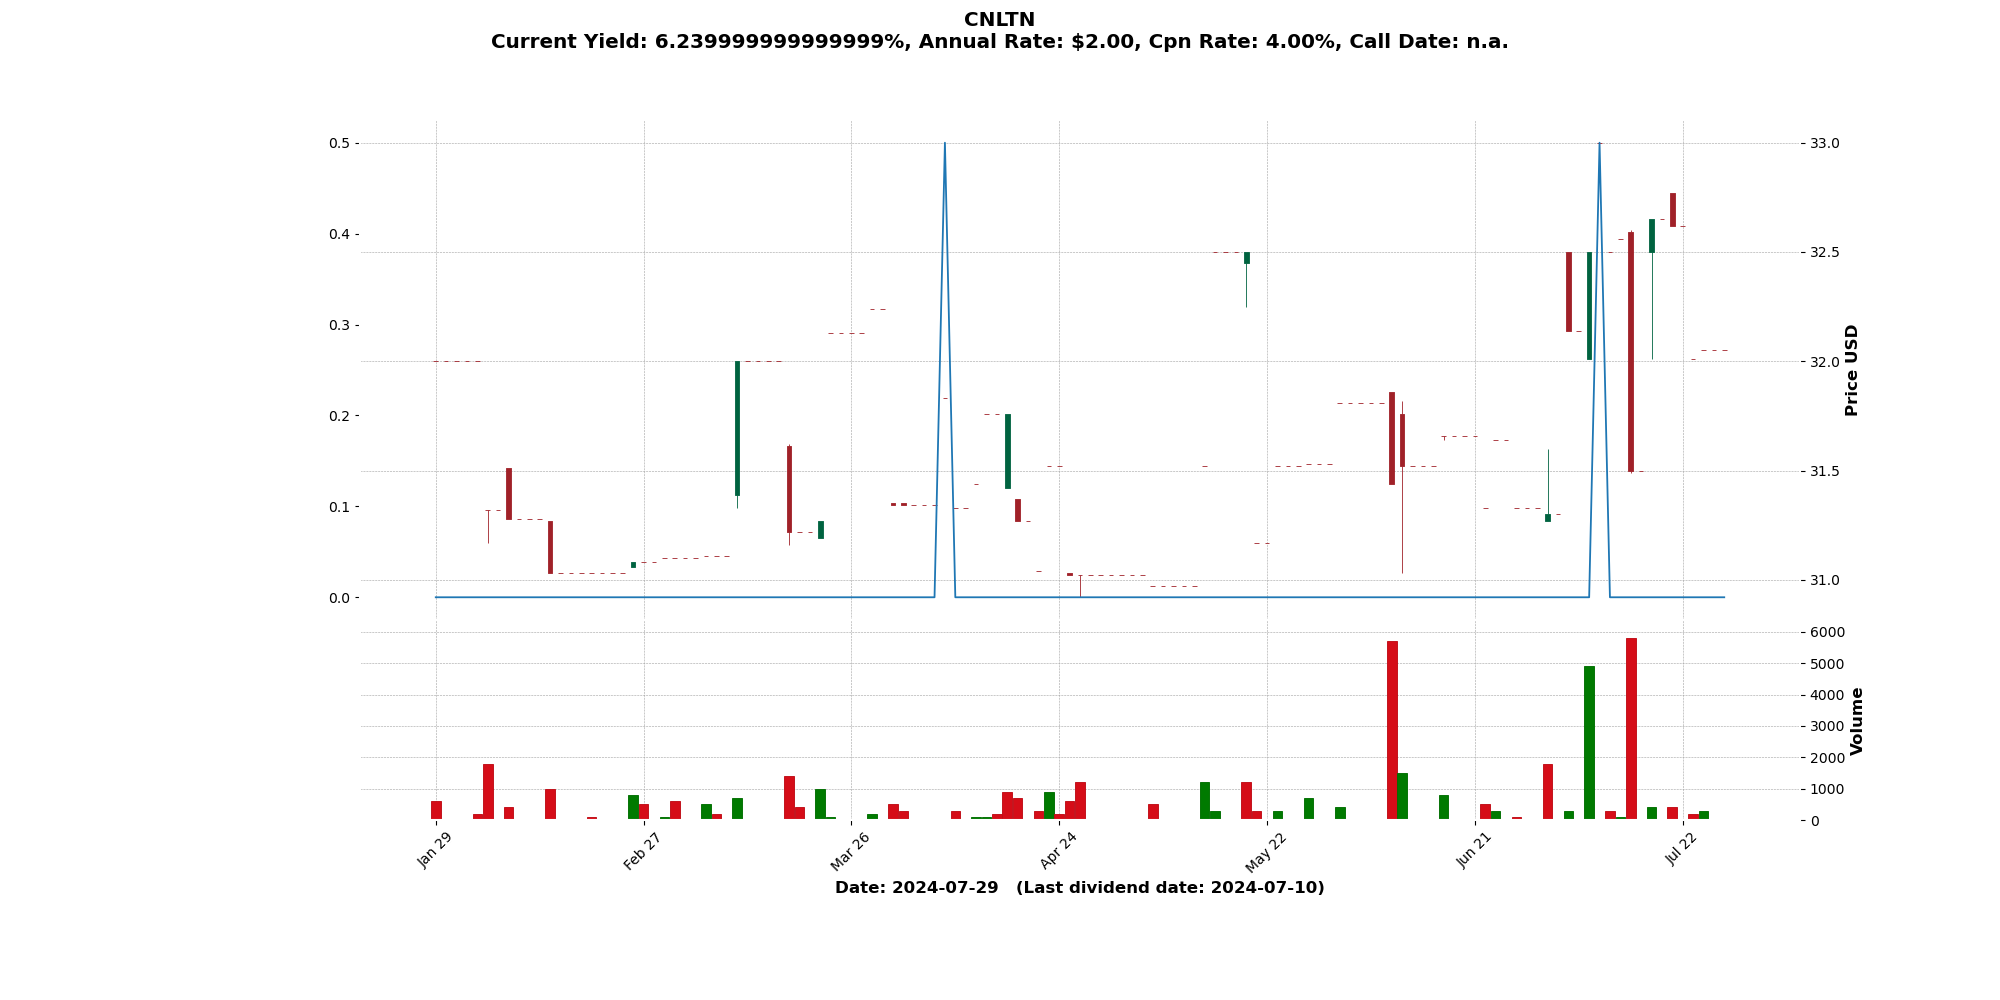 CNLTN
Current Yield: 6.239999999999999%, Annual Rate: $2.00, Cpn Rate: 4.00%, Call Date: n.a.
0.5
0.4
0.3
0.2
0.1
0.0
33.0
32.5
32.0
31.5
31.0
Price USD
6000
5000
4000
3000
2000
1000
0
Volume
Jan 29
Feb 27
Mar 26
Apr 24
May 22
Jun 21
Jul 22
Date: 2024-07-29   (Last dividend date: 2024-07-10)